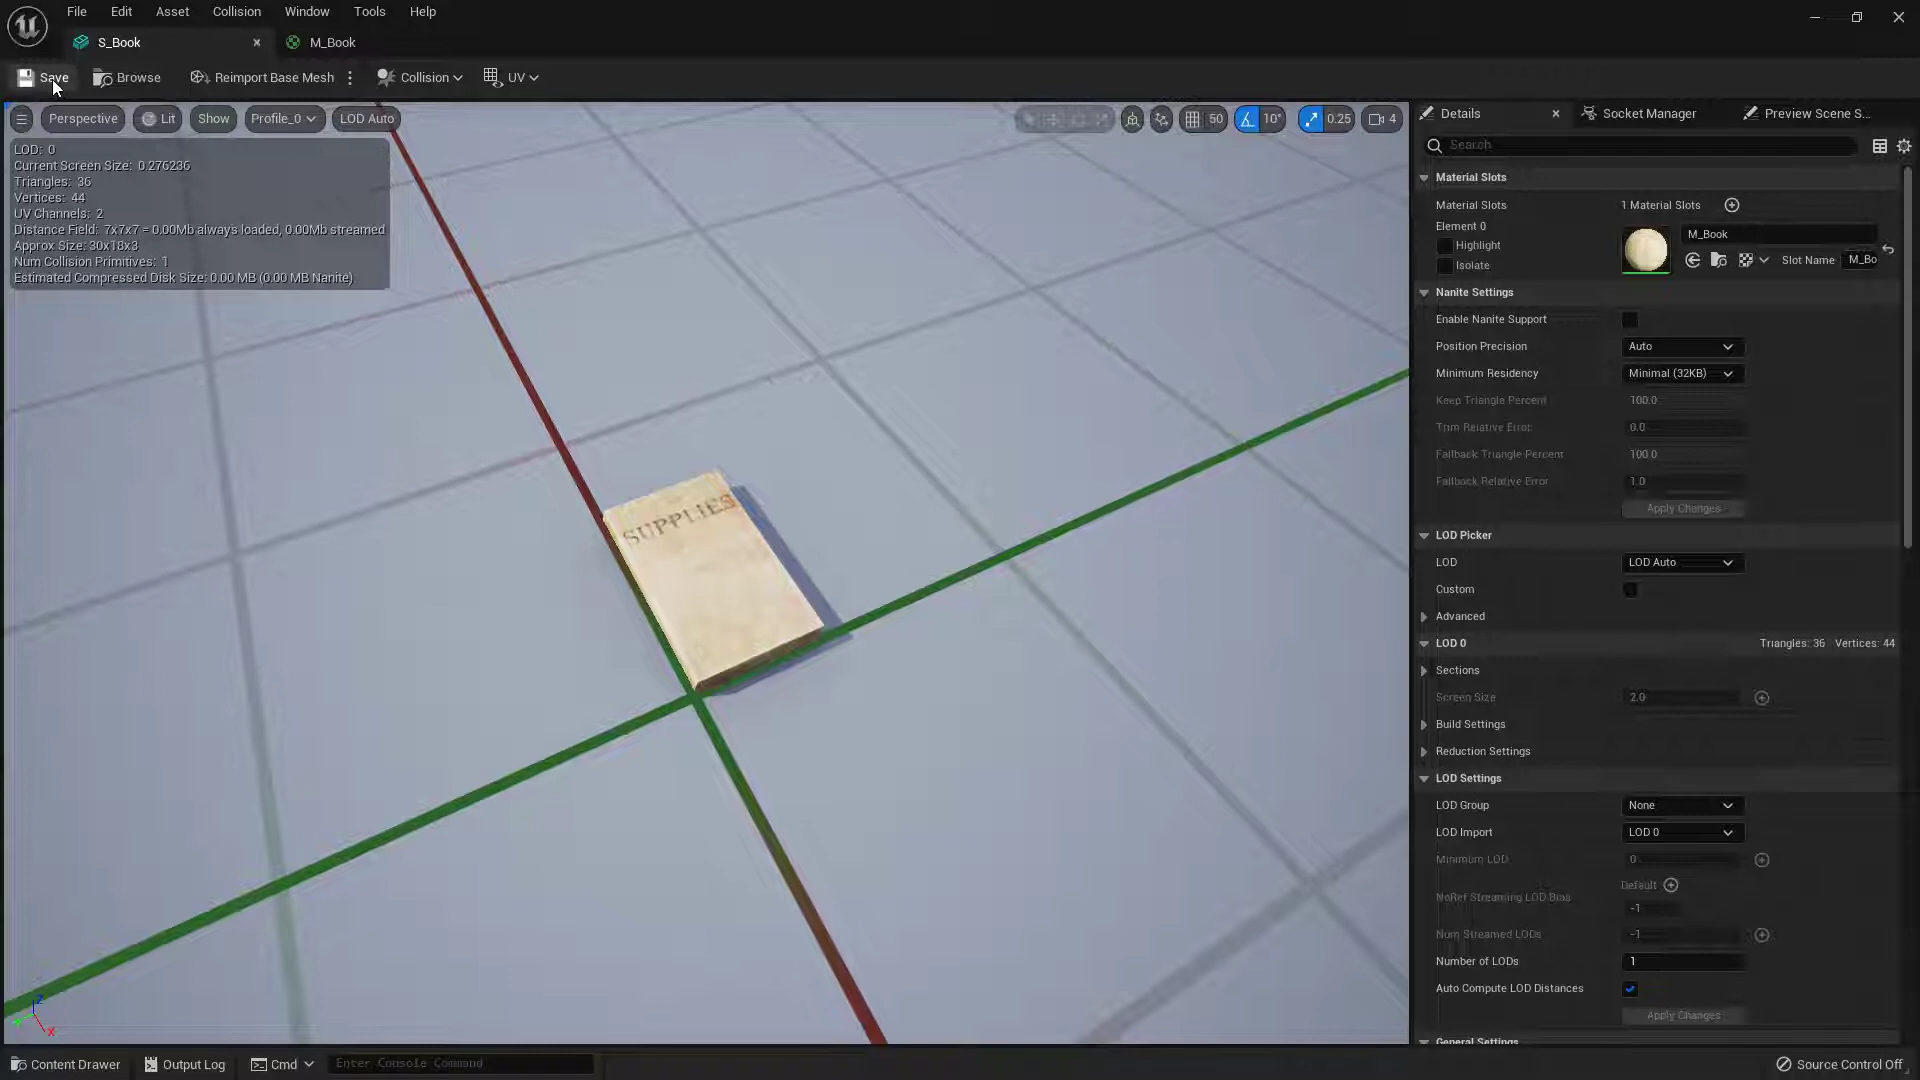 File Edit Asset Collision Window Tools Help
S_Book M_Book
Save Browse Reimport Base Mesh Collision UV
Perspective Lit Show Profile_0 LOD Auto 50 10° 0.25 4
LOD: 0
Current Screen Size: 0.276236
Triangles: 36
Vertices: 44
UV Channels: 2
Distance Field: 7x7x7 = 0.00Mb always loaded, 0.00Mb streamed
Approx Size: 30x18x3
Num Collision Primitives: 1
Estimated Compressed Disk Size: 0.00 MB (0.00 MB Nanite)
SUPPLIES
Details Socket Manager Preview Scene S...
Search
Material Slots
Material Slots 1 Material Slots
Element 0
Highlight
Isolate
M_Book
Slot Name M_Bo
Nanite Settings
Enable Nanite Support
Position Precision Auto
Minimum Residency Minimal (32KB)
Keep Triangle Percent 100.0
Trim Relative Error 0.0
Fallback Triangle Percent 100.0
Fallback Relative Error 1.0
Apply Changes
LOD Picker
LOD LOD Auto
Custom
Advanced
LOD 0 Triangles: 36 Vertices: 44
Sections
Screen Size 2.0
Build Settings
Reduction Settings
LOD Settings
LOD Group None
LOD Import LOD 0
Minimum LOD 0
Default
NoRef Streaming LOD Bias
-1
Num Streamed LODs -1
Number of LODs 1
Auto Compute LOD Distances
Apply Changes
General Settings
Content Drawer Output Log Cmd Enter Console Command Source Control Off
X
Z